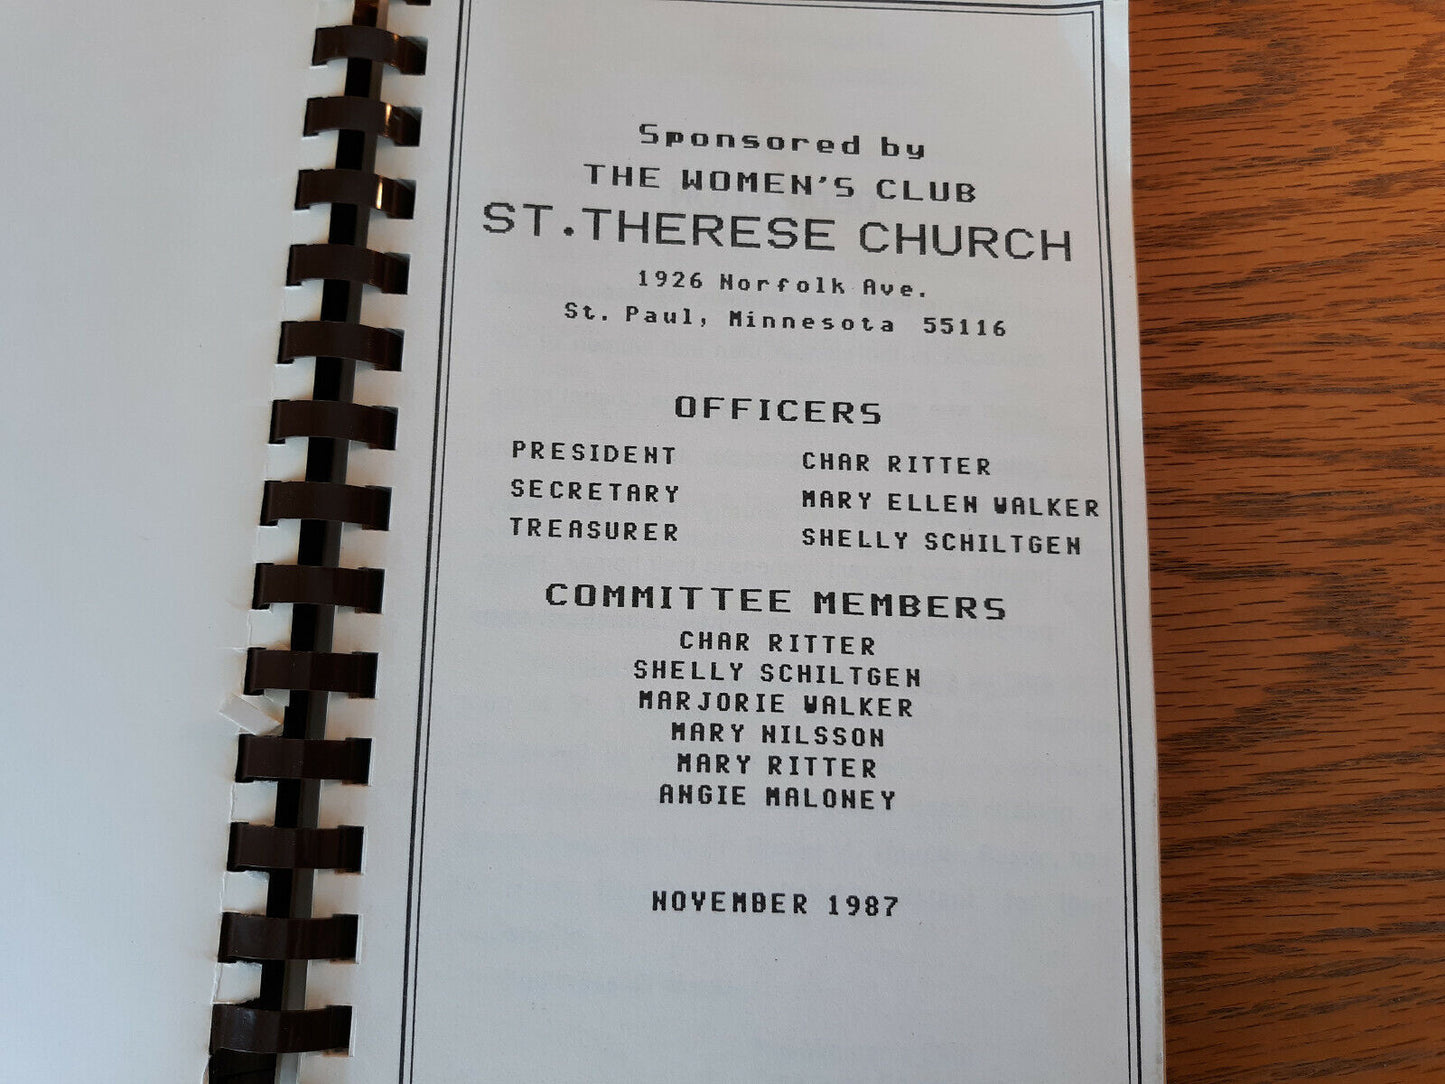 Sponsored by
THE WOMEN'S CLUB
ST.THERESE CHURCH
1926 Norfolk Ave.
St. Paul, Minnesota 55116
OFFICERS
PRESIDENT CHAR RITTER
SECRETARY MARY ELLEN WALKER
TREASURER SHELLY SCHILTGEN
COMMITTEE MEMBERS
CHAR RITTER
SHELLY SCHILTGEN
MARJORIE WALKER
MARY NILSSON
MARY RITTER
ANGIE MALONEY
NOVEMBER 1987